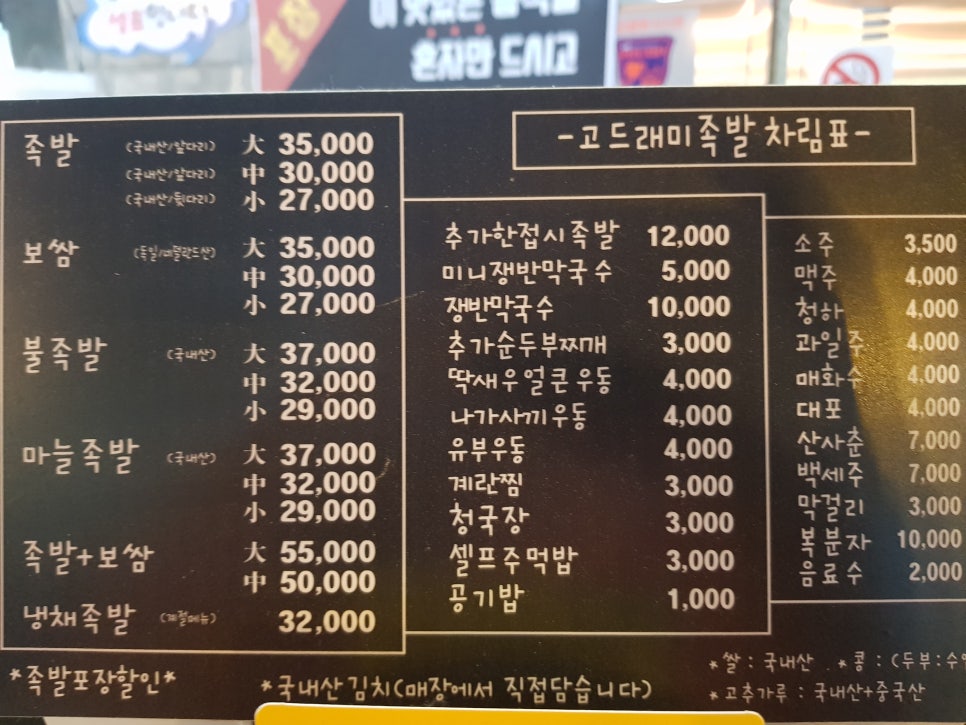 혼자만 드시고
-고드래미족발차림표-
족발 (국내산/앞다리) 大 35,000
(국내산/앞다리) 中 30,000
(국내산/뒷다리) 小 27,000
보쌈 (독일/네덜란드산) 大 35,000
中 30,000
小 27,000
불족발 (국내산) 大 37,000
中 32,000
小 29,000
마늘족발 (국내산) 大 37,000
中 32,000
小 29,000
족발+보쌈 大 55,000
中 50,000
냉채족발 (계절메뉴) 32,000
*족발포장할인*
추가한접시족발 12,000
미니쟁반막국수 5,000
쟁반막국수 10,000
추가순두부찌개 3,000
딱새우얼큰우동 4,000
나가사끼우동 4,000
유부우동 4,000
계란찜 3,000
청국장 3,000
셀프주먹밥 3,000
공기밥 1,000
*국내산김치(매장에서 직접담습니다)
소주 3,500
맥주 4,000
청하 4,000
과일주 4,000
매화수 4,000
대포 4,000
산사춘 7,000
백세주 7,000
막걸리 3,000
복분자 10,000
음료수 2,000
*쌀:국내산 *콩:(두부:수
*고추가루:국내산+중국산